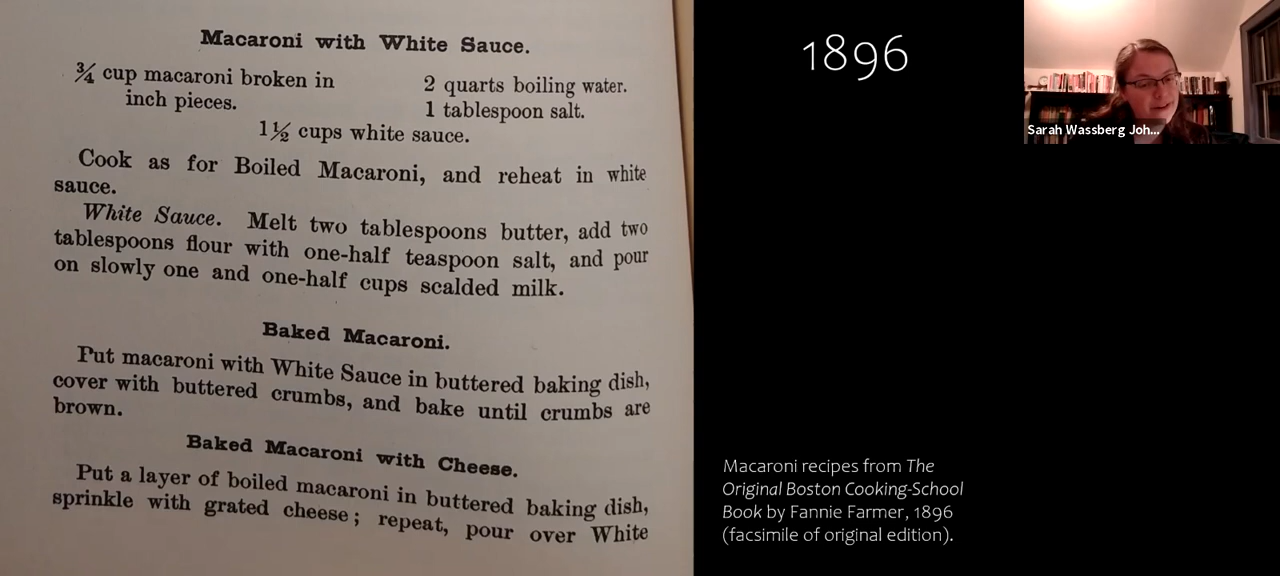 Macaroni with White Sauce.
¾ cup macaroni broken in
inch pieces.
2 quarts boiling water.
1 tablespoon salt.
1½ cups white sauce.
Cook as for Boiled Macaroni, and reheat in white
sauce.
White Sauce. Melt two tablespoons butter, add two
tablespoons flour with one-half teaspoon salt, and pour
on slowly one and one-half cups scalded milk.
Baked Macaroni.
Put macaroni with White Sauce in buttered baking dish,
cover with buttered crumbs, and bake until crumbs are
brown.
Baked Macaroni with Cheese.
Put a layer of boiled macaroni in buttered baking dish,
sprinkle with grated cheese; repeat, pour over White
1896
Sarah Wassberg Joh...
Macaroni recipes from The
Original Boston Cooking-School
Book by Fannie Farmer, 1896
(facsimile of original edition).